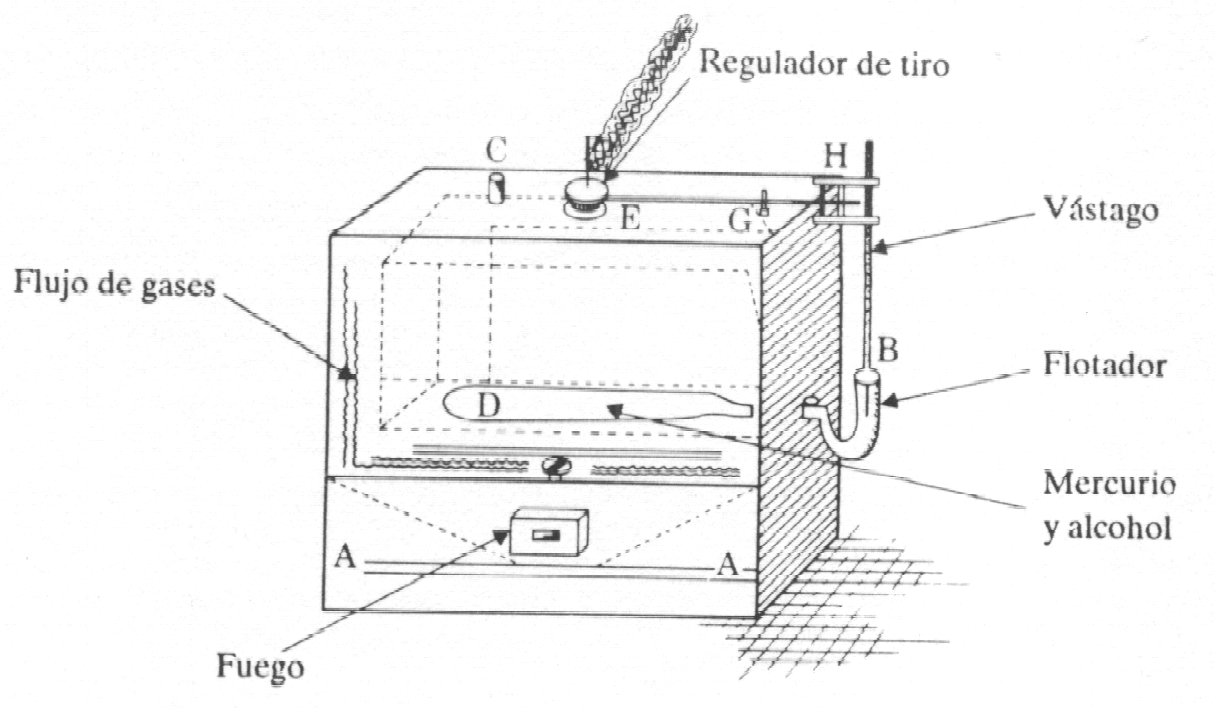 Regulador de tiro
C
F
H
E
G
Vástago
Flujo de gases
B
Flotador
D
Mercurio
y alcohol
A
A
Fuego